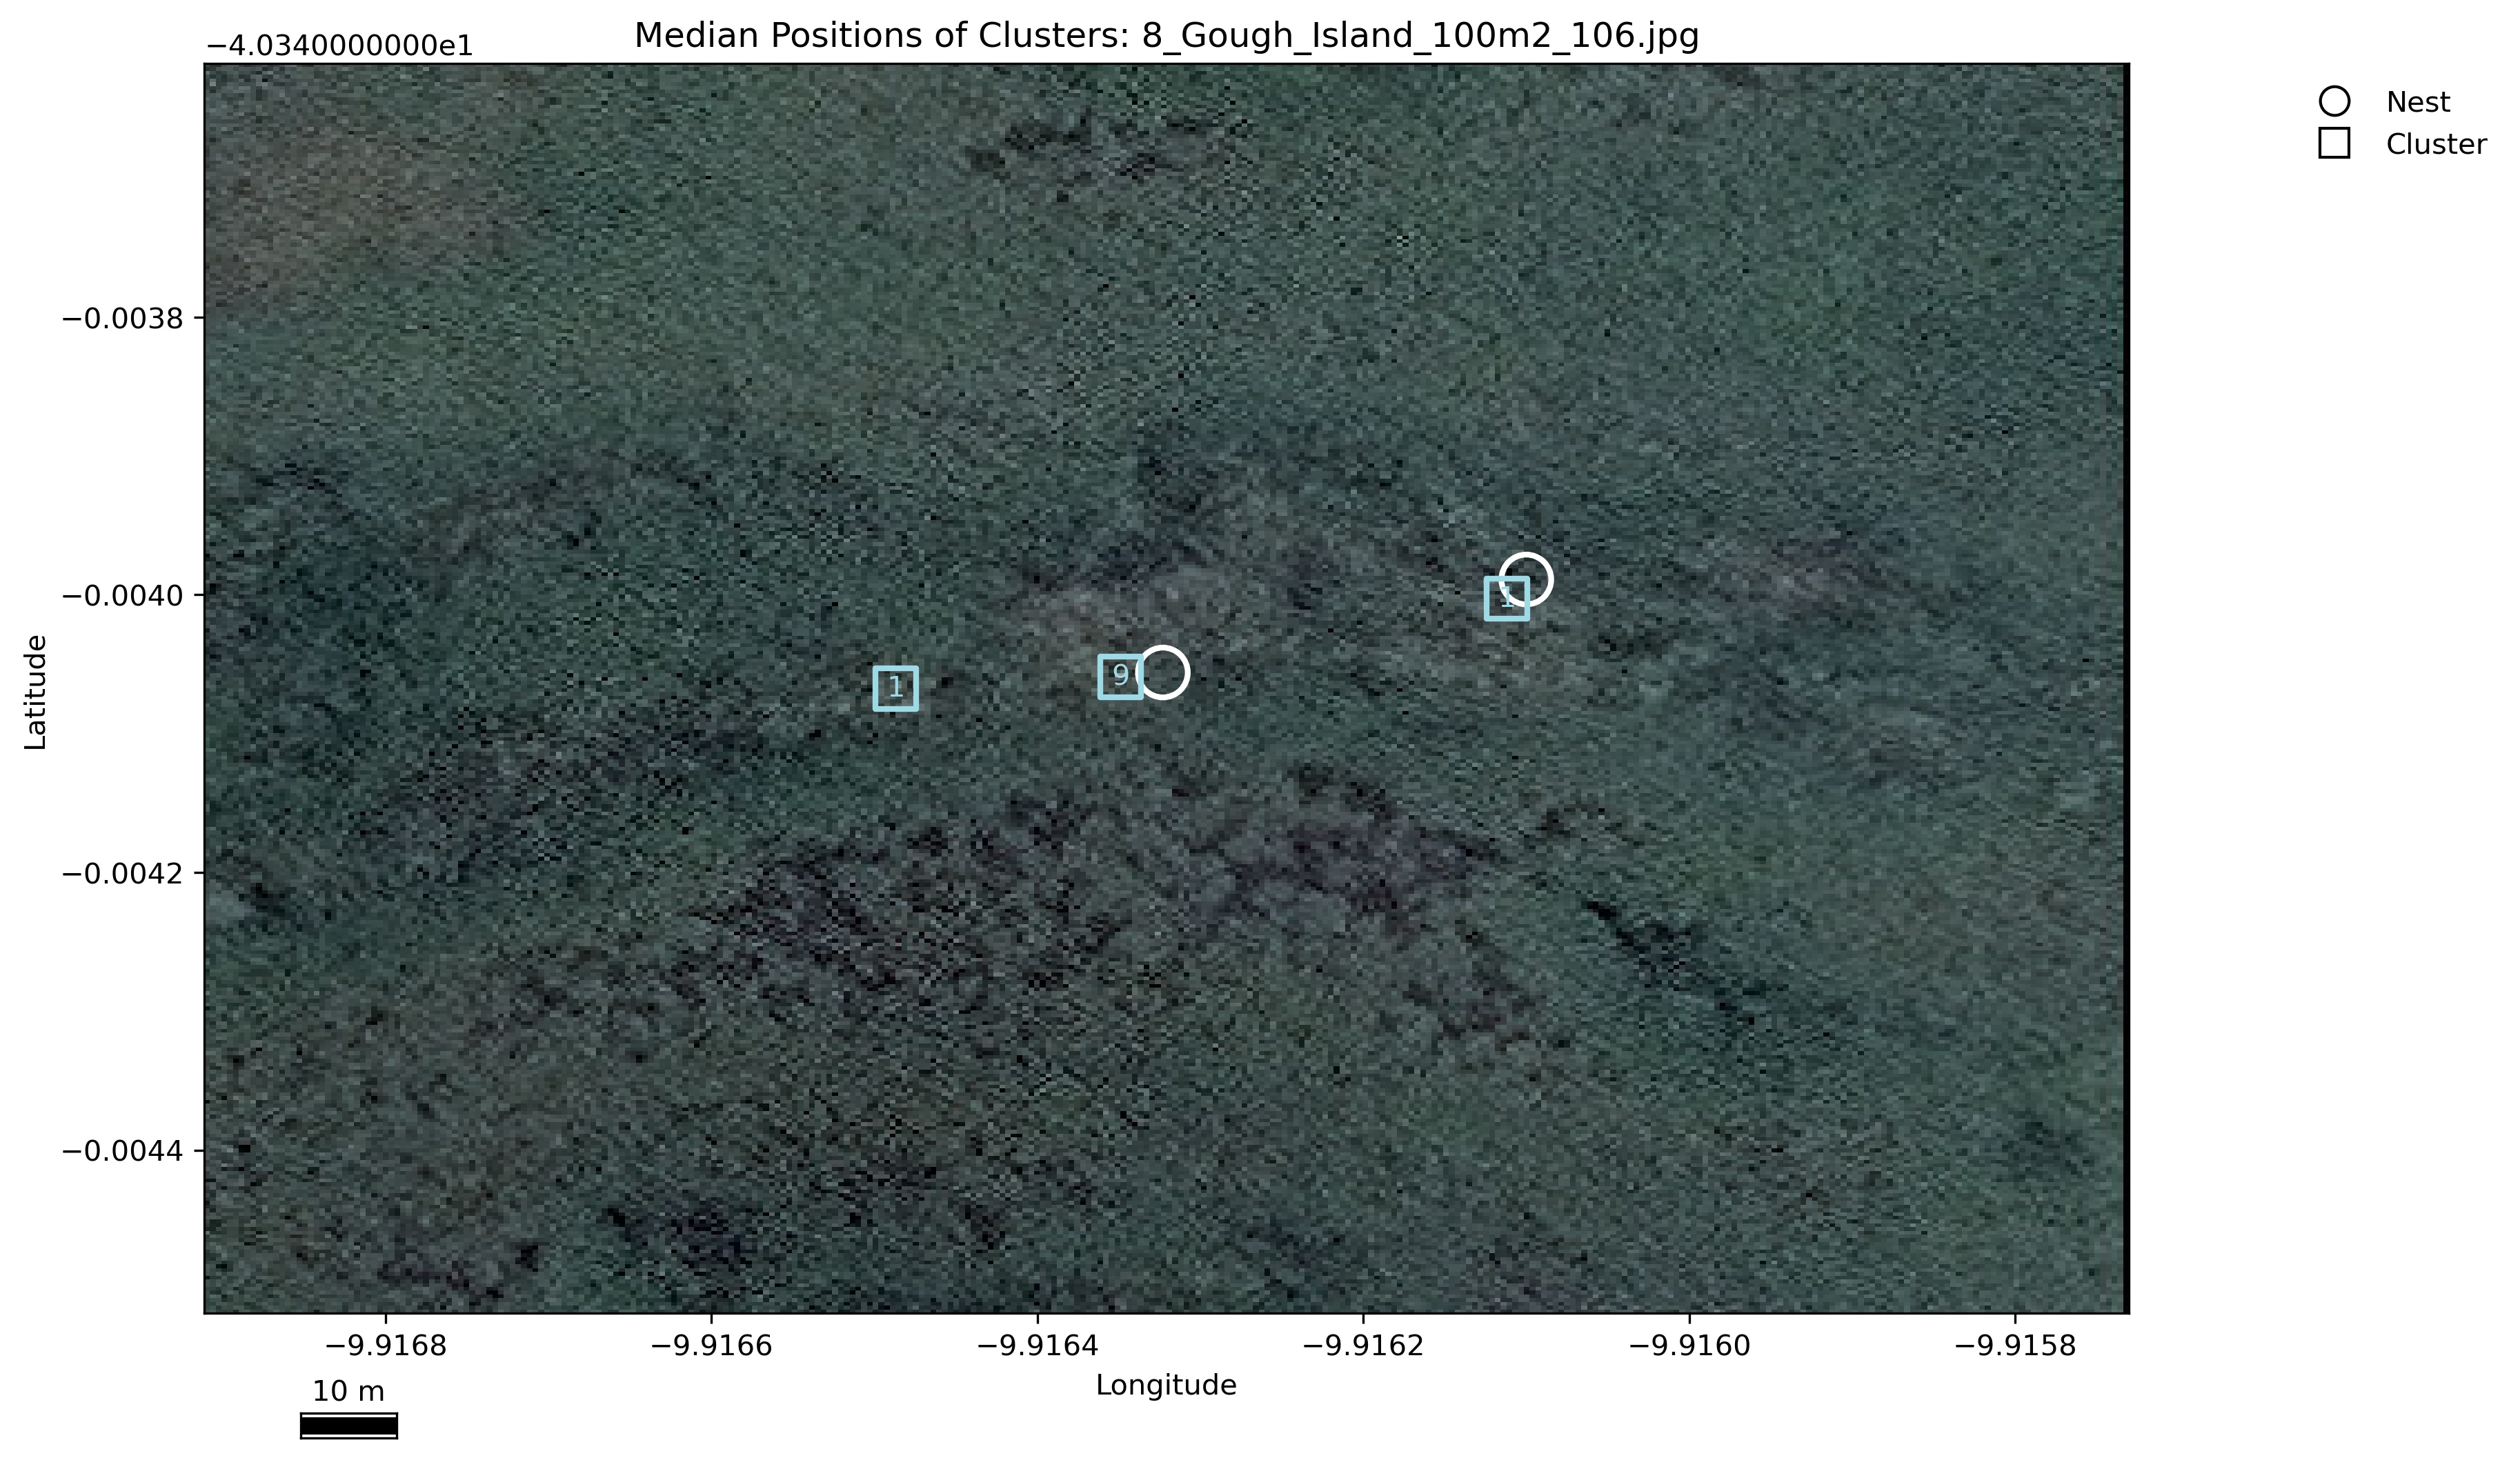 Median Positions of Clusters: 8_Gough_Island_100m2_106.jpg
−4.0340000000e1
Nest
Cluster
−0.0038
−0.0040
−0.0042
−0.0044
Latitude
1
9
1
−9.9168
−9.9166
−9.9164
−9.9162
−9.9160
−9.9158
Longitude
10 m